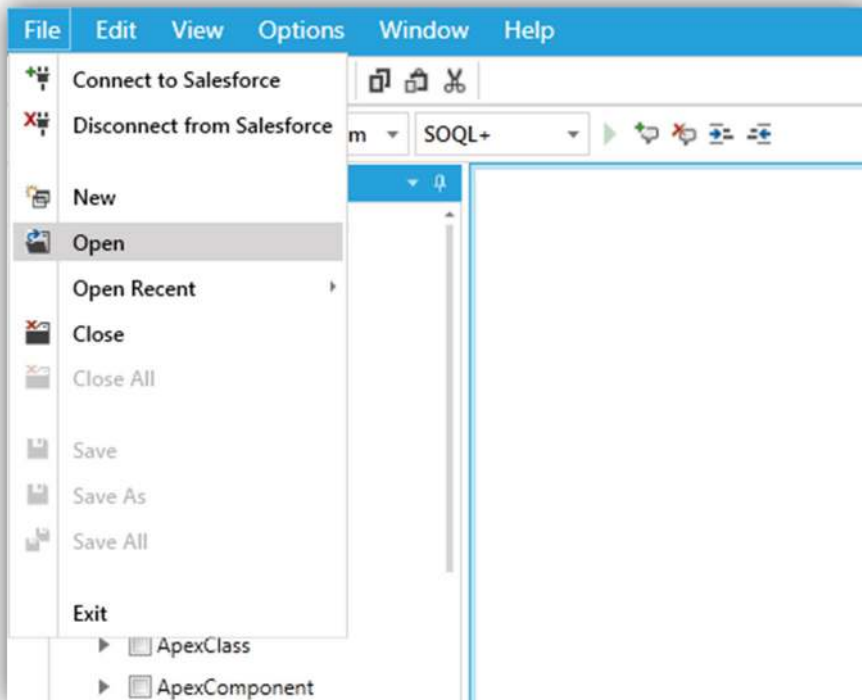 File Edit View Options Window Help
Connect to Salesforce
Disconnect from Salesforce
m SOQL+
New
Open
Open Recent
Close
Close All
Save
Save As
Save All
Exit
ApexClass
ApexComponent